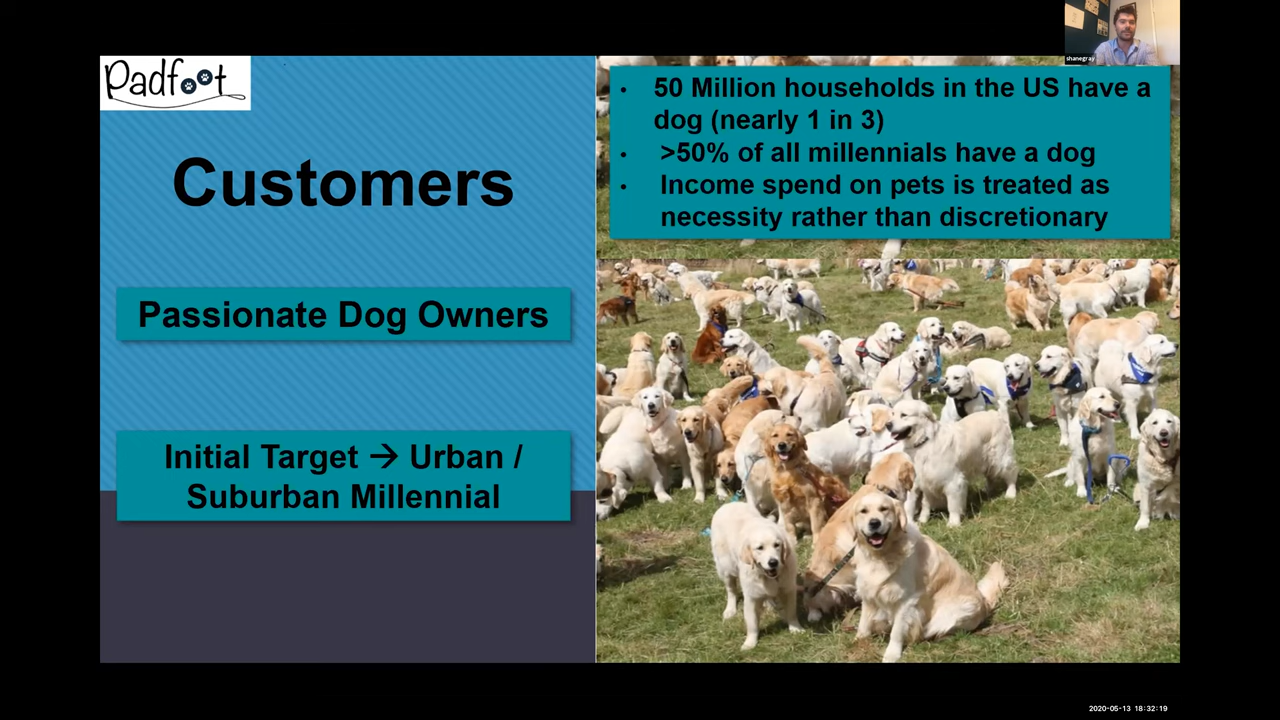 Padfoot
Customers
Passionate Dog Owners
Initial Target → Urban /
Suburban Millennial
• 50 Million households in the US have a
dog (nearly 1 in 3)
• >50% of all millennials have a dog
• Income spend on pets is treated as
necessity rather than discretionary
shanegray
2020-05-13 18:32:19